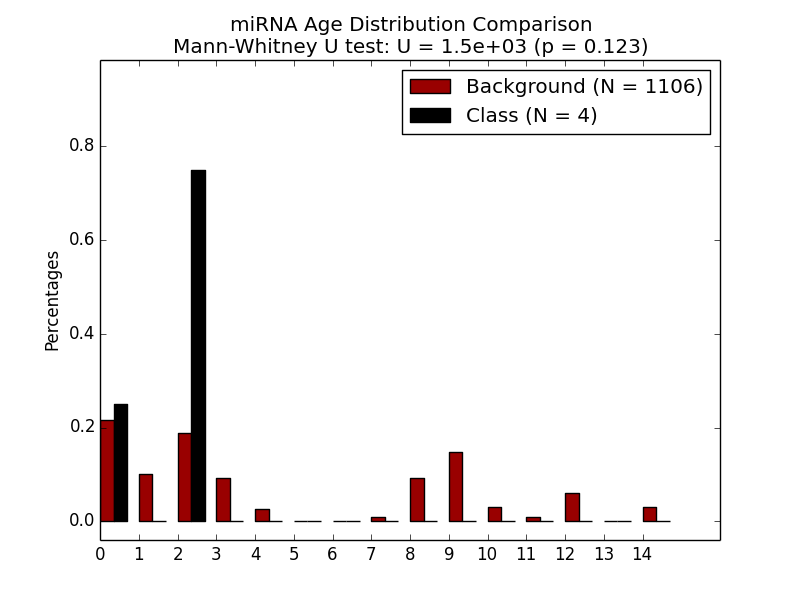 miRNA Age Distribution Comparison
Mann-Whitney U test: U = 1.5e+03 (p = 0.123)
Background (N = 1106)
Class (N = 4)
Percentages
0.8
0.6
0.4
0.2
0.0
0 1 2 3 4 5 6 7 8 9 10 11 12 13 14